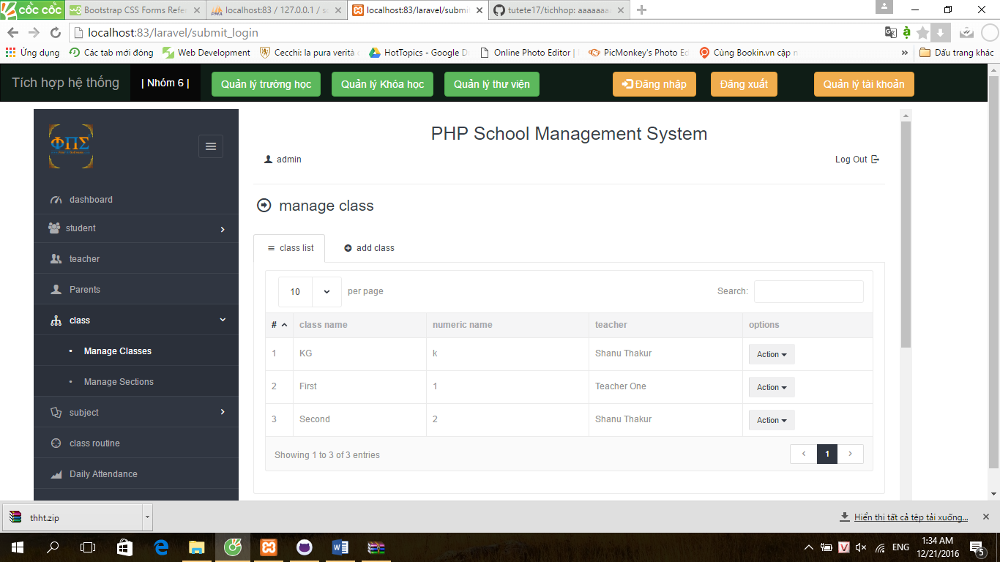 CỐC CỐC Bootstrap CSS Forms Refe localhost:83 / 127.0.0.1 / s localhost:83/laravel/submi tutete17/tichhop: aaaaaaa
localhost:83/laravel/submit_login
Ứng dụng Các tab mới đóng Web Development Cecchi: la pura verità HotTopics - Google D Online Photo Editor | PicMonkey's Photo Ed Cùng Bookin.vn cập n » Dấu trang khác
Tích hợp hệ thống | Nhóm 6 | Quản lý trường học Quản lý Khóa học Quản lý thư viện Đăng nhập Đăng xuất Quản lý tài khoản
ΦΠΣ
PHP School Management System
admin Log Out
dashboard
student
teacher
Parents
class
Manage Classes
Manage Sections
subject
class routine
Daily Attendance
manage class
class list add class
10 per page Search:
# class name numeric name teacher options
1 KG k Shanu Thakur Action
2 First 1 Teacher One Action
3 Second 2 Shanu Thakur Action
Showing 1 to 3 of 3 entries ‹ 1 ›
thht.zip Hiển thị tất cả tệp tải xuống...
ENG 1:34 AM
12/21/2016 5